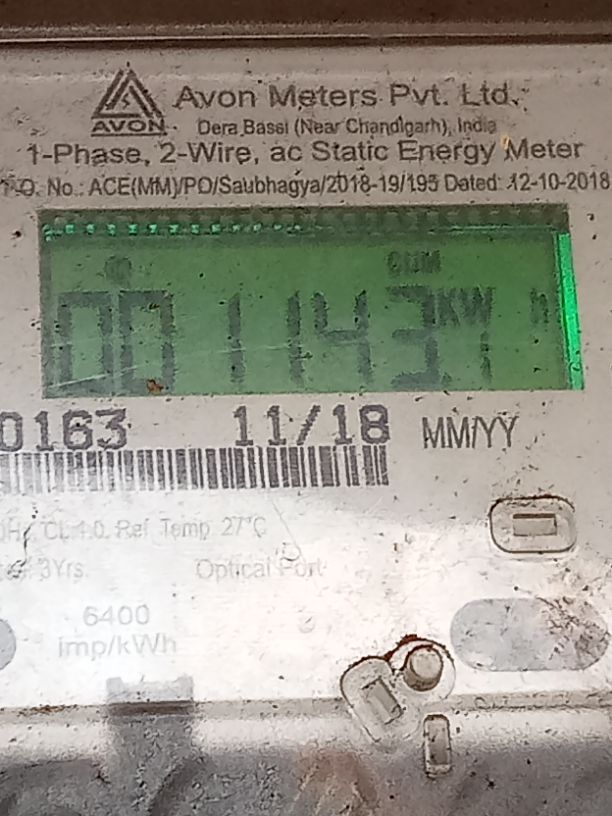 Avon Meters Pvt. Ltd.
AVON
Dera Bassi (Near Chandigarh), India
1-Phase, 2-Wire, ac Static Energy Meter
P.O. No.: ACE(MM)/PO/Saubhagya/2018-19/195 Dated: 12-10-2018
CUM
001143.1 KW h
0163 11/18 MM/YY
CL 1.0. Ref Temp 27°C
3Yrs. Optical Port
6400
imp/kWh